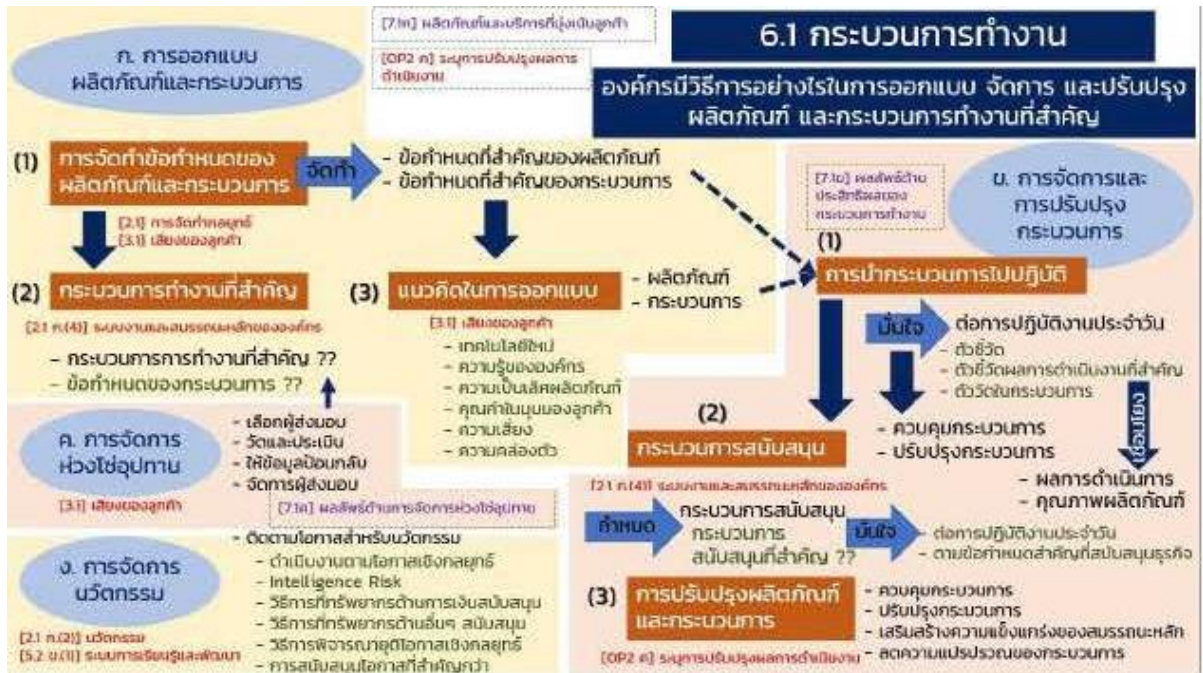 6.1 กระบวนการทำงาน
องค์กรมีวิธีการอย่างไรในการออกแบบ จัดการ และปรับปรุง
ผลิตภัณฑ์ และกระบวนการทำงานที่สำคัญ
ก. การออกแบบ
ผลิตภัณฑ์และกระบวนการ
[7.1ก] ผลิตภัณฑ์และบริการที่มุ่งเน้นลูกค้า
[OP2 ค] ระบุการปรับปรุงผลการ
ดำเนินงาน
(1) การจัดทำข้อกำหนดของ
ผลิตภัณฑ์และกระบวนการ
จัดทำ
- ข้อกำหนดที่สำคัญของผลิตภัณฑ์
- ข้อกำหนดที่สำคัญของกระบวนการ
[2.1] การจัดทำกลยุทธ์
[3.1] เสียงของลูกค้า
(2) กระบวนการทำงานที่สำคัญ
[2.1 ก.(4)] ระบบงานและสมรรถนะหลักขององค์กร
- กระบวนการการทำงานที่สำคัญ ??
- ข้อกำหนดของกระบวนการ ??
(3) แนวคิดในการออกแบบ
- ผลิตภัณฑ์
- กระบวนการ
[3.1] เสียงของลูกค้า
- เทคโนโลยีใหม่
- ความรู้ขององค์กร
- ความเป็นเลิศผลิตภัณฑ์
- คุณค่าในมุมมองลูกค้า
- ความเสี่ยง
- ความคล่องตัว
ข. การจัดการและ
การปรับปรุง
กระบวนการ
[7.1ข] ผลลัพธ์ด้าน
ประสิทธิผลของ
กระบวนการทำงาน
(1)
การนำกระบวนการไปปฏิบัติ
มั่นใจ
ต่อการปฏิบัติงานประจำวัน
- ตัวชี้วัด
- ตัวชี้วัดผลการดำเนินงานที่สำคัญ
- ตัววัดในกระบวนการ
- ควบคุมกระบวนการ
- ปรับปรุงกระบวนการ
เชื่อมโยง
- ผลการดำเนินการ
- คุณภาพผลิตภัณฑ์
(2)
กระบวนการสนับสนุน
[2.1 ก.(4)] ระบบงานและสมรรถนะหลักขององค์กร
กำหนด
กระบวนการสนับสนุน
กระบวนการ
สนับสนุนที่สำคัญ ??
มั่นใจ
- ต่อการปฏิบัติงานประจำวัน
- ตามข้อกำหนดสำคัญที่สนับสนุนธุรกิจ
(3) การปรับปรุงผลิตภัณฑ์
และกระบวนการ
- ควบคุมกระบวนการ
- ปรับปรุงกระบวนการ
- เสริมสร้างความแข็งแกร่งของสมรรถนะหลัก
- ลดความแปรปรวณของกระบวนการ
[OP2 ค] ระบุการปรับปรุงผลการดำเนินงาน
ค. การจัดการ
ห่วงโซ่อุปทาน
[3.1] เสียงของลูกค้า
- เลือกผู้ส่งมอบ
- วัดและประเมิน
- ให้ข้อมูลป้อนกลับ
- จัดการผู้ส่งมอบ
[7.1ค] ผลลัพธ์ด้านการจัดการห่วงโซ่อุปทาน
ง. การจัดการ
นวัตกรรม
[2.1 ก.(2)] นวัตกรรม
[5.2 ข.(1)] ระบบการเรียนรู้และพัฒนา
- ติดตามโอกาสสำหรับนวัตกรรม
- ดำเนินงานตามโอกาสเชิงกลยุทธ์
- Intelligence Risk
- วิธีการที่ทรัพยากรด้านการเงินสนับสนุน
- วิธีการที่ทรัพยากรด้านอื่นๆ สนับสนุน
- วิธีการพิจารณายุติโอกาสเชิงกลยุทธ์
- การสนับสนุนโอกาสที่สำคัญกว่า